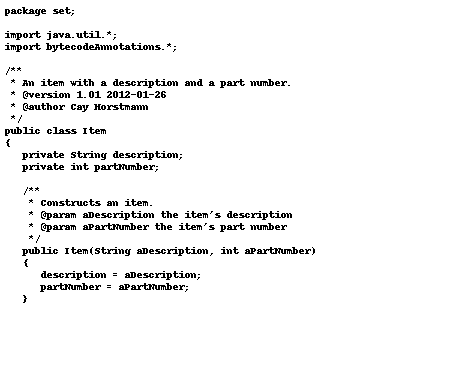 package set;
import java.util.*;
import bytecodeAnnotations.*;
/**
 * An item with a description and a part number.
 * @version 1.01 2012-01-26
 * @author Cay Horstmann
 */
public class Item
{
   private String description;
   private int partNumber;
   /**
    * Constructs an item.
    * @param aDescription the item's description
    * @param aPartNumber the item's part number
    */
   public Item(String aDescription, int aPartNumber)
   {
      description = aDescription;
      partNumber = aPartNumber;
   }